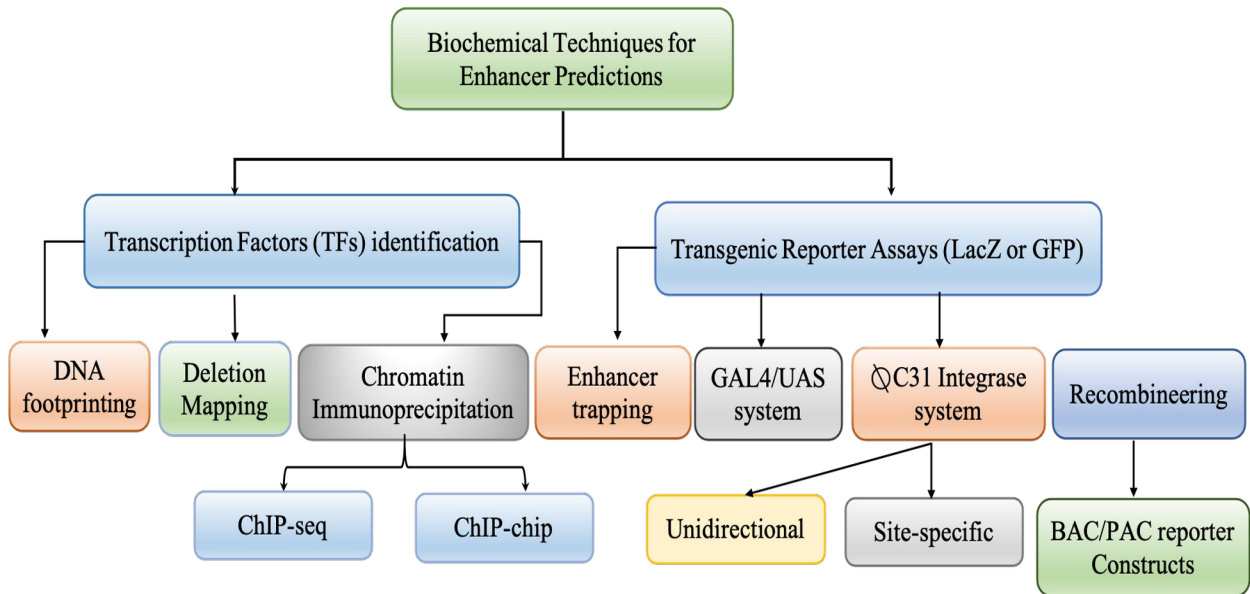 Biochemical Techniques for
Enhancer Predictions
Transcription Factors (TFs) identification
Transgenic Reporter Assays (LacZ or GFP)
DNA
footprinting
Deletion
Mapping
Chromatin
Immunoprecipitation
Enhancer
trapping
GAL4/UAS
system
∅C31 Integrase
system
Recombineering
ChIP-seq
ChIP-chip
Unidirectional
Site-specific
BAC/PAC reporter
Constructs